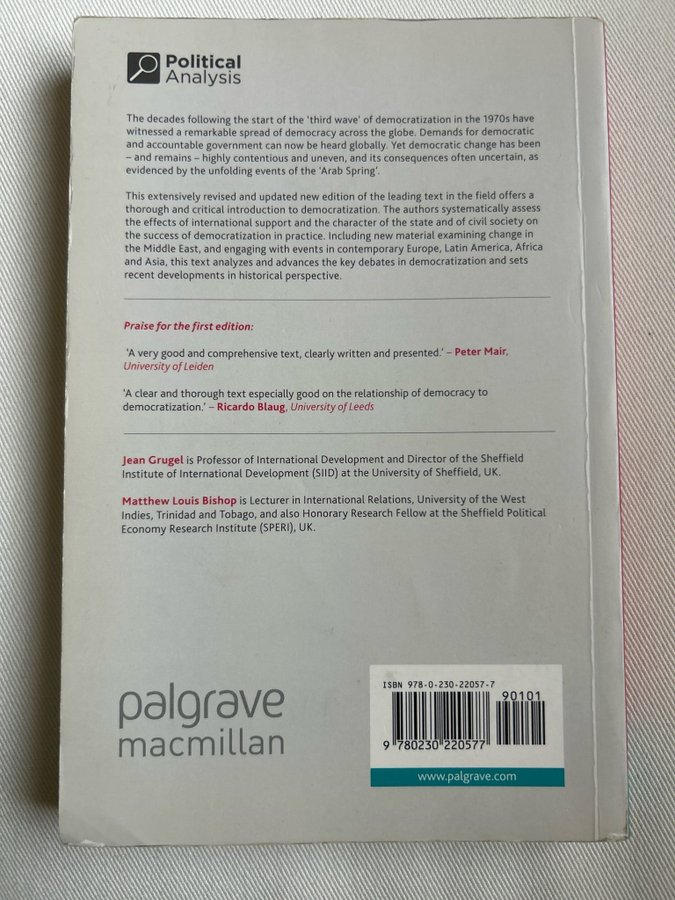 Political
Analysis
The decades following the start of the 'third wave' of democratization in the 1970s have
witnessed a remarkable spread of democracy across the globe. Demands for democratic
and accountable government can now be heard globally. Yet democratic change has been
– and remains – highly contentious and uneven, and its consequences often uncertain, as
evidenced by the unfolding events of the 'Arab Spring'.
This extensively revised and updated new edition of the leading text in the field offers a
thorough and critical introduction to democratization. The authors systematically assess
the effects of international support and the character of the state and of civil society on
the success of democratization in practice. Including new material examining change in
the Middle East, and engaging with events in contemporary Europe, Latin America, Africa
and Asia, this text analyzes and advances the key debates in democratization and sets
recent developments in historical perspective.
Praise for the first edition:
'A very good and comprehensive text, clearly written and presented.' – Peter Mair,
University of Leiden
'A clear and thorough text especially good on the relationship of democracy to
democratization.' – Ricardo Blaug, University of Leeds
Jean Grugel is Professor of International Development and Director of the Sheffield
Institute of International Development (SIID) at the University of Sheffield, UK.
Matthew Louis Bishop is Lecturer in International Relations, University of the West
Indies, Trinidad and Tobago, and also Honorary Research Fellow at the Sheffield Political
Economy Research Institute (SPERI), UK.
palgrave
macmillan
ISBN 978-0-230-22057-7
90101
9 780230 220577
www.palgrave.com